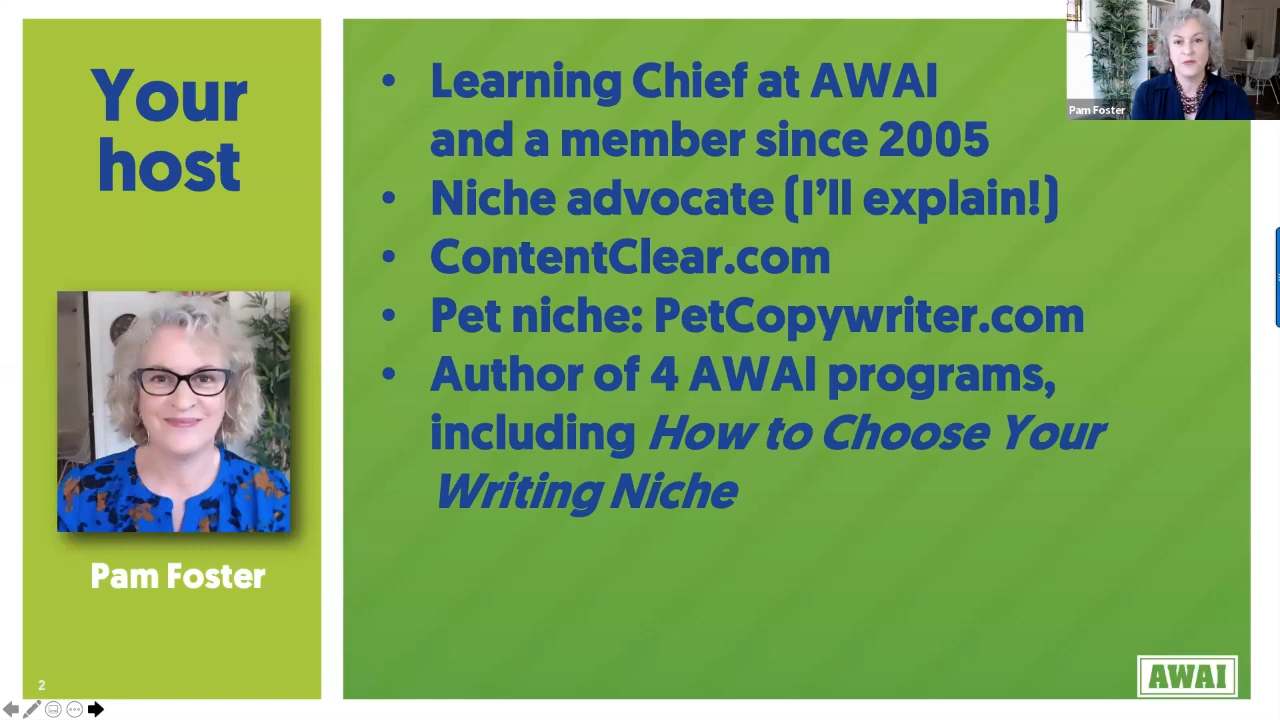 Your
host
Pam Foster
2
• Learning Chief at AWAI
and a member since 2005
• Niche advocate (I’ll explain!)
• ContentClear.com
• Pet niche: PetCopywriter.com
• Author of 4 AWAI programs,
including How to Choose Your
Writing Niche
Pam Foster
AWAI